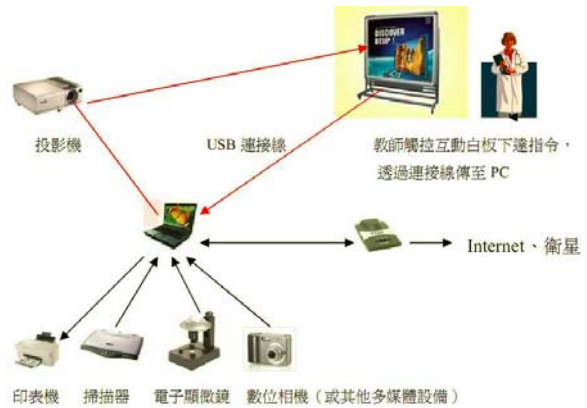 DISCOVER
投影機
USB 連接線
教師觸控互動白板下達指令，
透過連接線傳至 PC
Internet、衛星
印表機
掃描器
電子顯微鏡
數位相機（或其他多媒體設備）